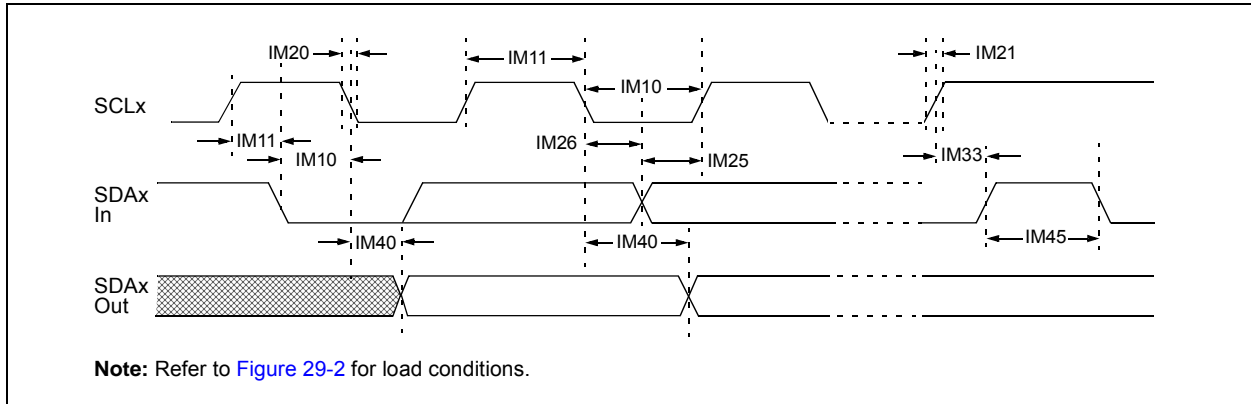 IM20
IM11
IM21
SCLx
IM10
IM11
IM10
IM26
IM25
IM33
SDAx
In
IM40
IM40
IM45
SDAx
Out
Note: Refer to Figure 29-2 for load conditions.